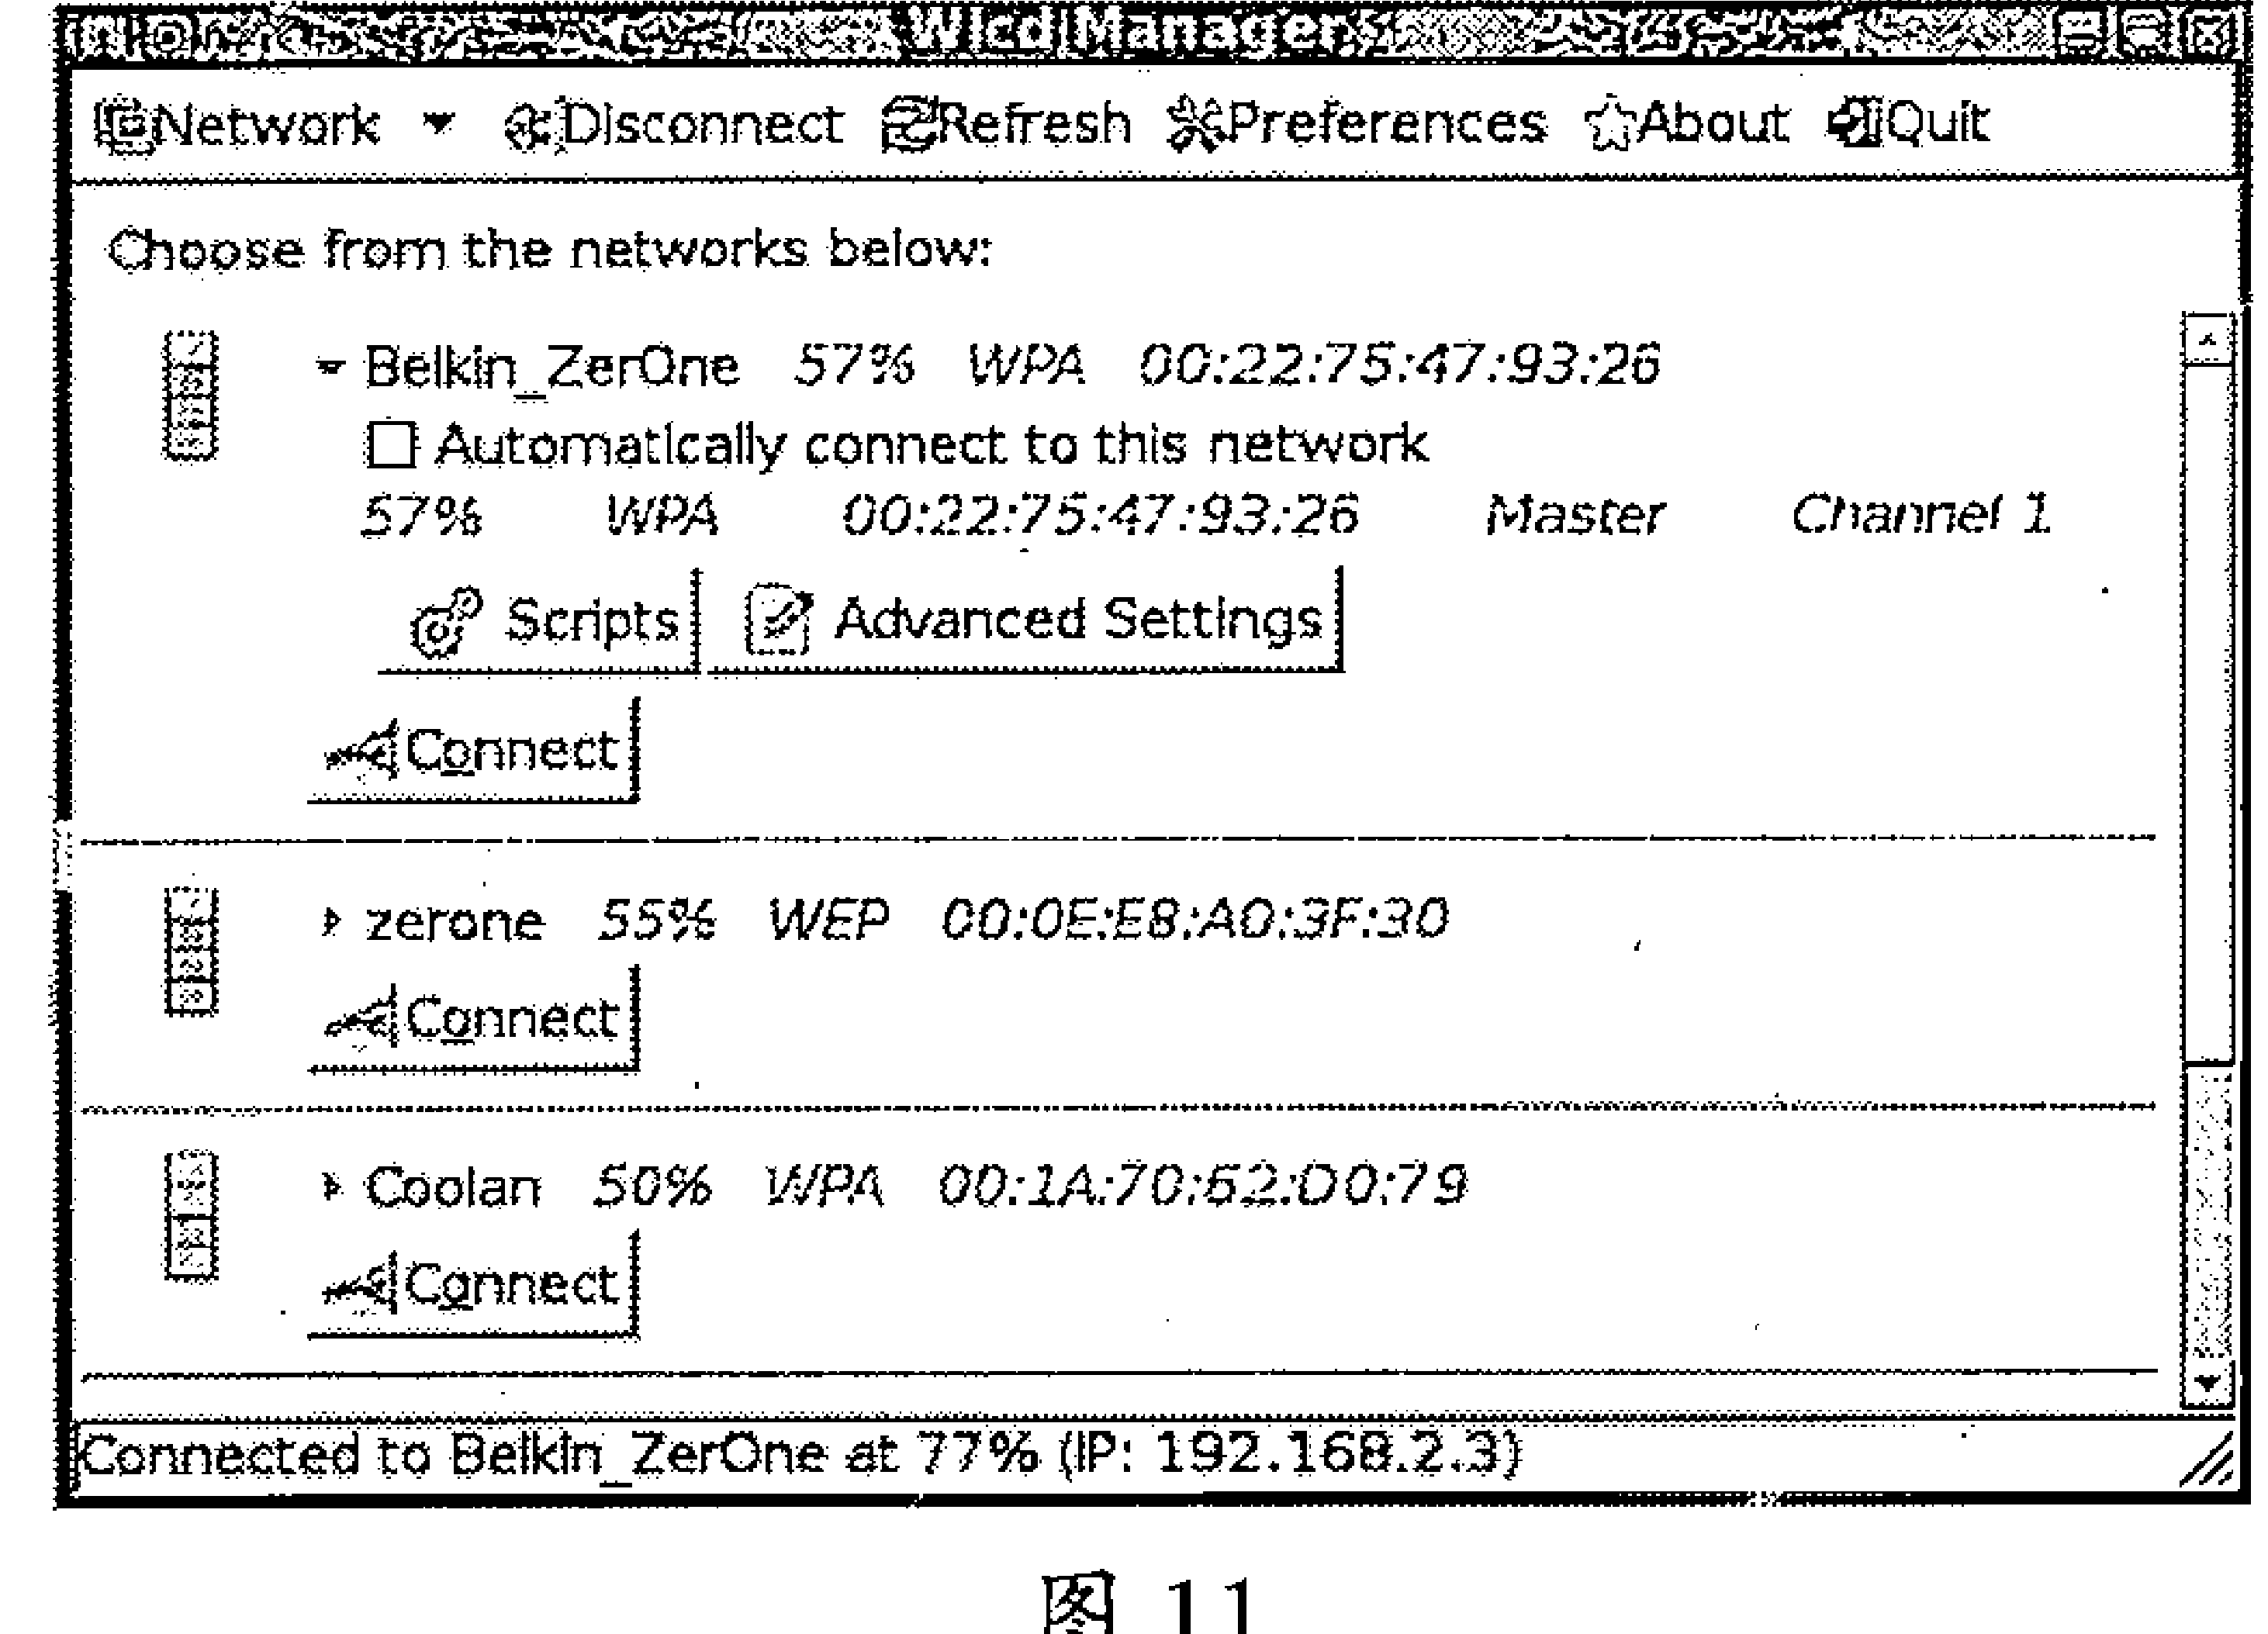 Wicd Manager
Network Disconnect Refresh Preferences About Quit
Choose from the networks below:
Belkin_ZerOne 57% WPA 00:22:75:47:93:26
Automatically connect to this network
57% WPA 00:22:75:47:93:26 Master Channel 1
Scripts Advanced Settings
Connect
zerone 55% WEP 00:0E:E8:A0:3F:30
Connect
Coolan 50% WPA 00:1A:70:62:D0:79
Connect
Connected to Belkin_ZerOne at 77% (IP: 192.168.2.3)
图 11